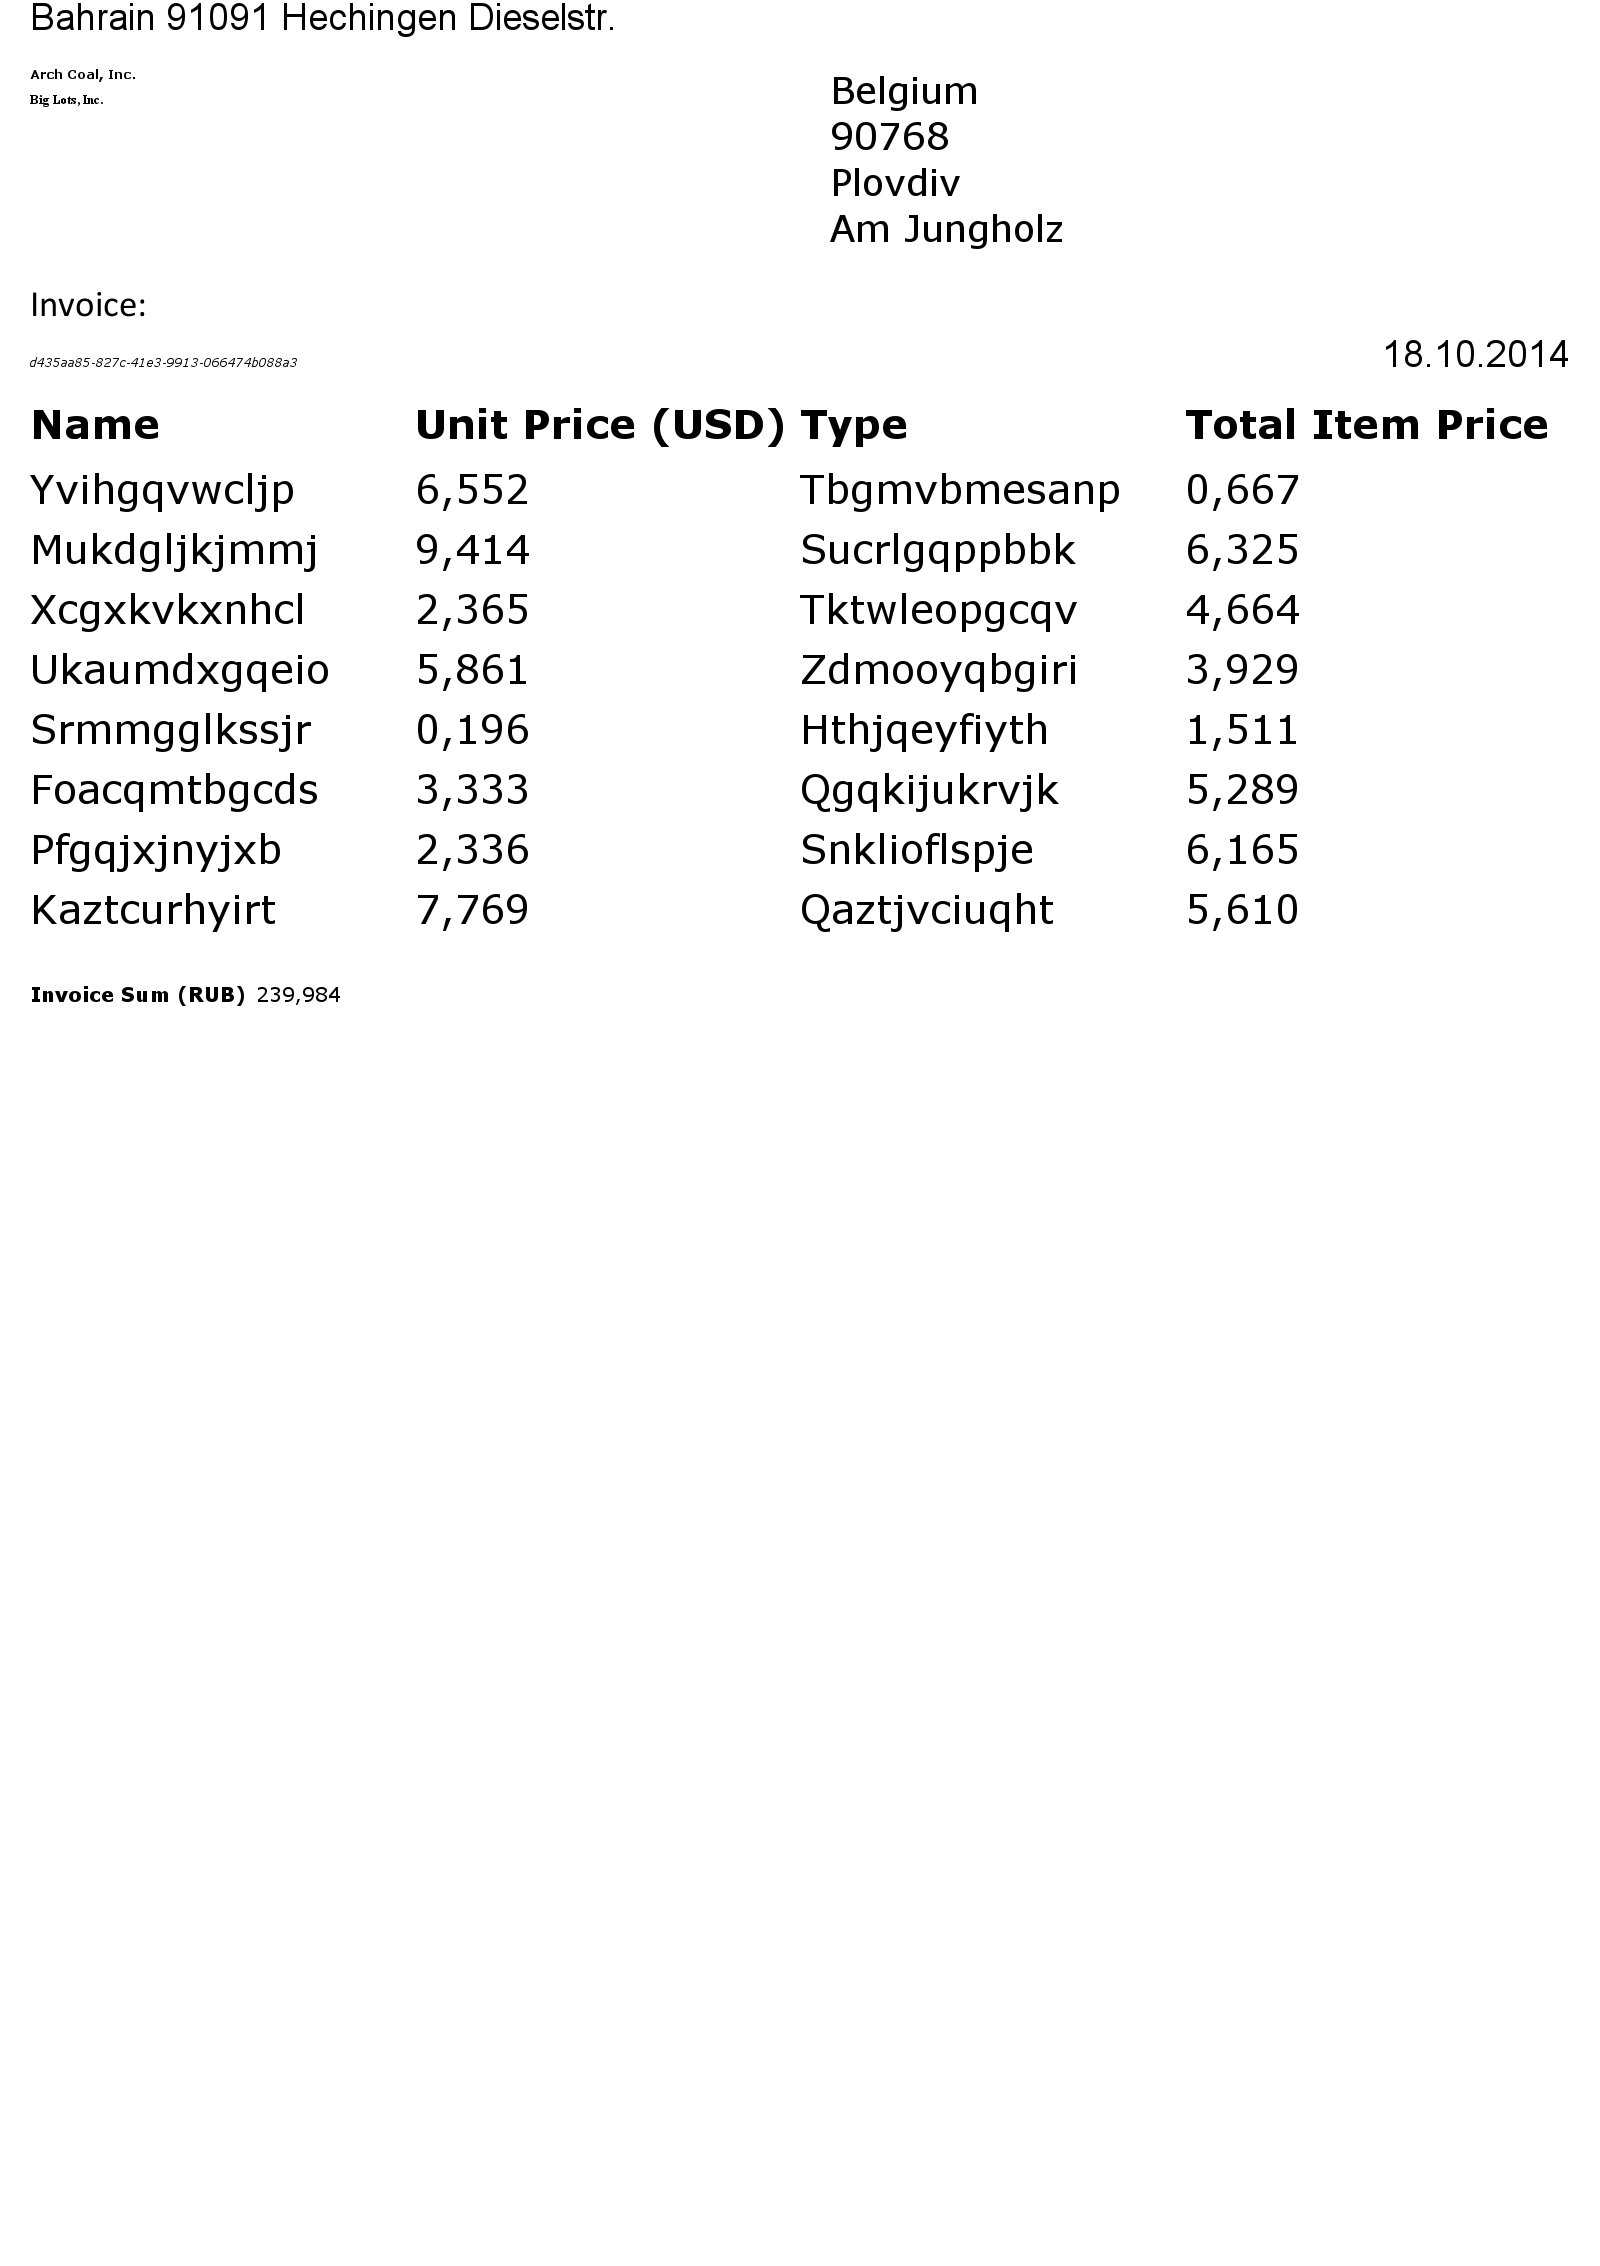 Bahrain 91091 Hechingen Dieselstr.
Arch Coal, Inc.
Big Lots, Inc.
Belgium
90768
Plovdiv
Am Jungholz
Invoice:
d435aa85-827c-41e3-9913-066474b088a3
18.10.2014
Name Unit Price (USD) Type Total Item Price
Yvihgqvwcljp 6,552 Tbgmvbmesanp 0,667
Mukdgljkjmmj 9,414 Sucrlgqppbbk 6,325
Xcgxkvkxnhcl 2,365 Tktwleopgcqv 4,664
Ukaumdxgqeio 5,861 Zdmooyqbgiri 3,929
Srmmgglkssjr 0,196 Hthjqeyfiyth 1,511
Foacqmtbgcds 3,333 Qgqkijukrvjk 5,289
Pfgqjxjnyjxb 2,336 Snklioflspje 6,165
Kaztcurhyirt 7,769 Qaztjvciuqht 5,610
Invoice Sum (RUB) 239,984